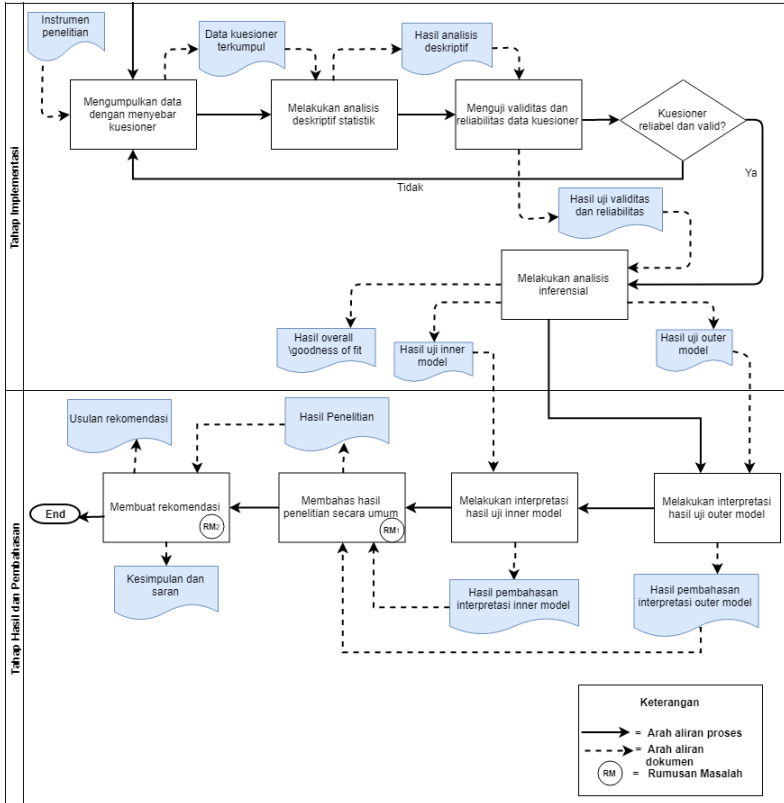 Tahap Implementasi
Instrumen
penelitian
Data kuesioner
terkumpul
Hasil analisis
deskriptif
Mengumpulkan data
dengan menyebar
kuesioner
Melakukan analisis
deskriptif statistik
Menguji validitas dan
reliabilitas data kuesioner
Kuesioner
reliabel dan valid?
Tidak
Ya
Hasil uji validitas
dan reliabilitas
Melakukan analisis
inferensial
Hasil overall
\goodness of fit
Hasil uji inner
model
Hasil uji outer
model
Tahap Hasil dan Pembahasan
Usulan rekomendasi
Hasil Penelitian
End
Membuat rekomendasi
RM2
Membahas hasil
penelitian secara umum
RM1
Melakukan interpretasi
hasil uji inner model
Melakukan interpretasi
hasil uji outer model
Kesimpulan dan
saran
Hasil pembahasan
interpretasi inner model
Hasil pembahasan
interpretasi outer model
Keterangan
= Arah aliran proses
= Arah aliran
dokumen
RM = Rumusan Masalah